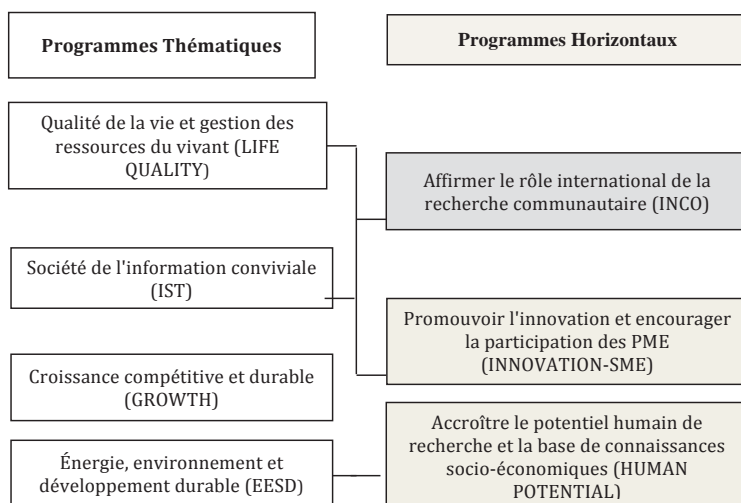 Programmes Thématiques
Programmes Horizontaux
Qualité de la vie et gestion des
ressources du vivant (LIFE
QUALITY)
Affirmer le rôle international de la
recherche communautaire (INCO)
Société de l'information conviviale
(IST)
Promouvoir l'innovation et encourager
la participation des PME
(INNOVATION-SME)
Croissance compétitive et durable
(GROWTH)
Accroître le potentiel humain de
recherche et la base de connaissances
socio-économiques (HUMAN
POTENTIAL)
Énergie, environnement et
développement durable (EESD)